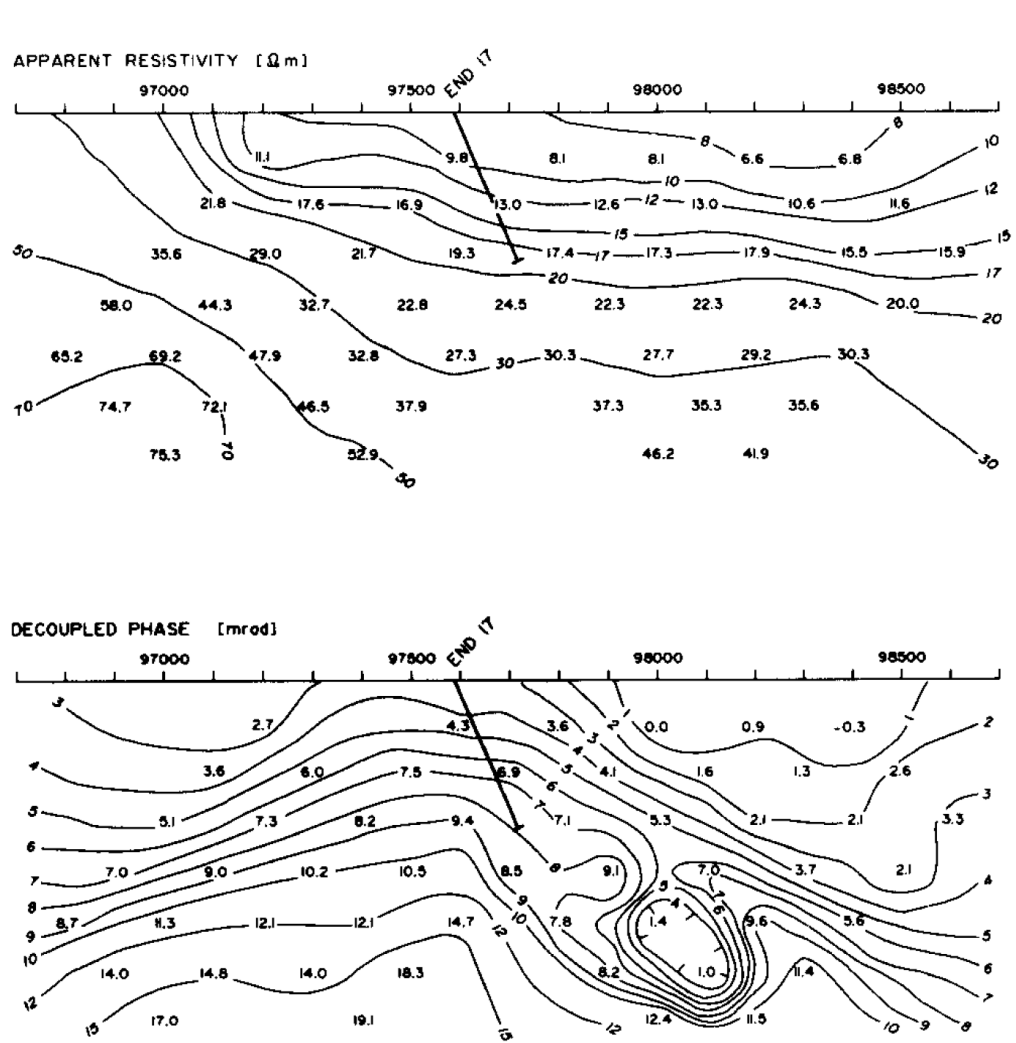 APPARENT RESISTIVITY [Ωm]
END 17
97000 97500 98000 98500
8 8
11.1 9.8 8.1 8.1 6.6 6.8 10
10
21.8 17.6 16.9 13.0 12.6 12 13.0 10.6 11.6 12
15 15
50 35.6 29.0 21.7 19.3 17.4 17 17.3 17.9 15.5 15.9
20 17
58.0 44.3 32.7 22.8 24.5 22.3 22.3 24.3 20.0 20
65.2 69.2 47.9 32.8 27.3 30 30.3 27.7 29.2 30.3
70 74.7 72.1 46.5 37.9 37.3 35.3 35.6
75.3 70 52.9 46.2 41.9 30
50
DECOUPLED PHASE [mrad]
END 17
97000 97500 98000 98500
3 2.7 4.3 3.6 2 1 0.0 0.9 -0.3 1 2
3
4 3.6 6.0 7.5 6.9 4 4.1 1.6 1.3 2.6
5
6 3
5 5.1 7.3 8.2 9.4 7 7.1 5.3 2.1 2.1 3.3
6
7 7.0 9.0 10.2 10.5 8.5 8 9.1 7.0 3.7 2.1 4
5 7
8 9 4 6
9 8.7 11.3 12.1 12.1 14.7 10 7.8 1.4 9.6 5.6 5
10 12
14.0 14.8 14.0 18.3 8.2 1.0 11.4 6
12 7
15 17.0 19.1 15 12 12.4 11.5 10 9 8